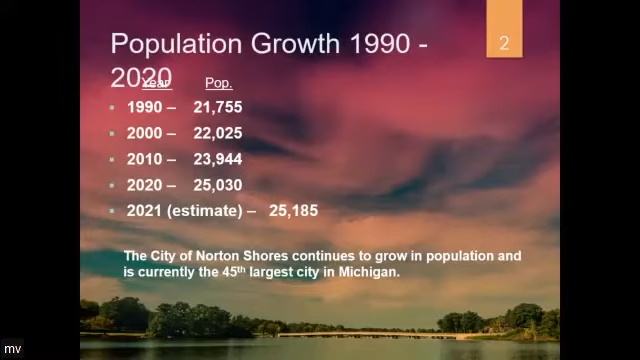 Population Growth 1990 -
2020
2
Year Pop.
1990 – 21,755
2000 – 22,025
2010 – 23,944
2020 – 25,030
2021 (estimate) – 25,185
The City of Norton Shores continues to grow in population and
is currently the 45th largest city in Michigan.
mv